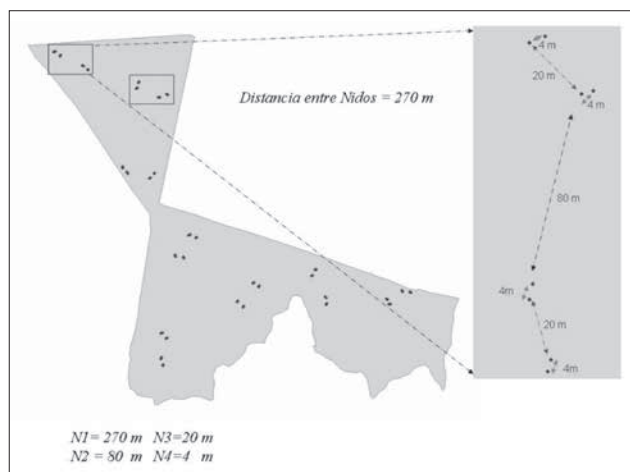 4 m
20 m
4 m
Distancia entre Nidos = 270 m
80 m
4m
20 m
4m
N1= 270 m N3=20 m
N2= 80 m N4=4 m